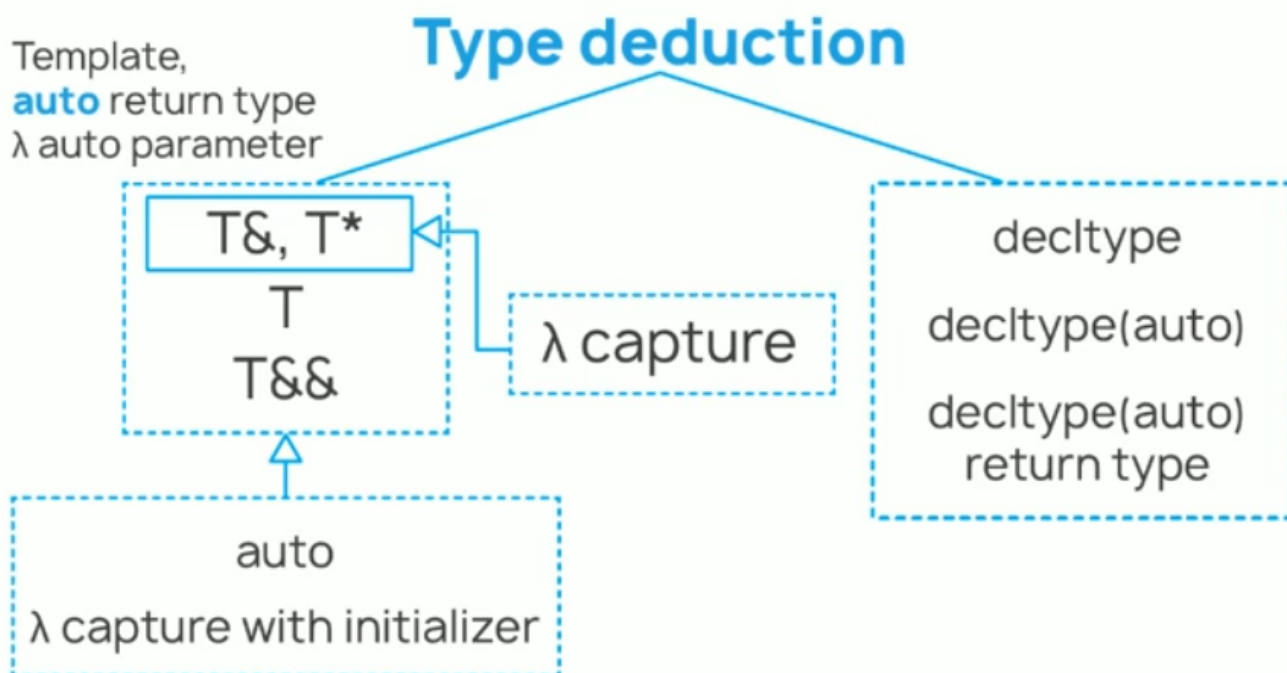 Type deduction
Template,
auto return type
λ auto parameter
T&, T*
T
T&&
λ capture
decltype
decltype(auto)
decltype(auto)
return type
auto
λ capture with initializer